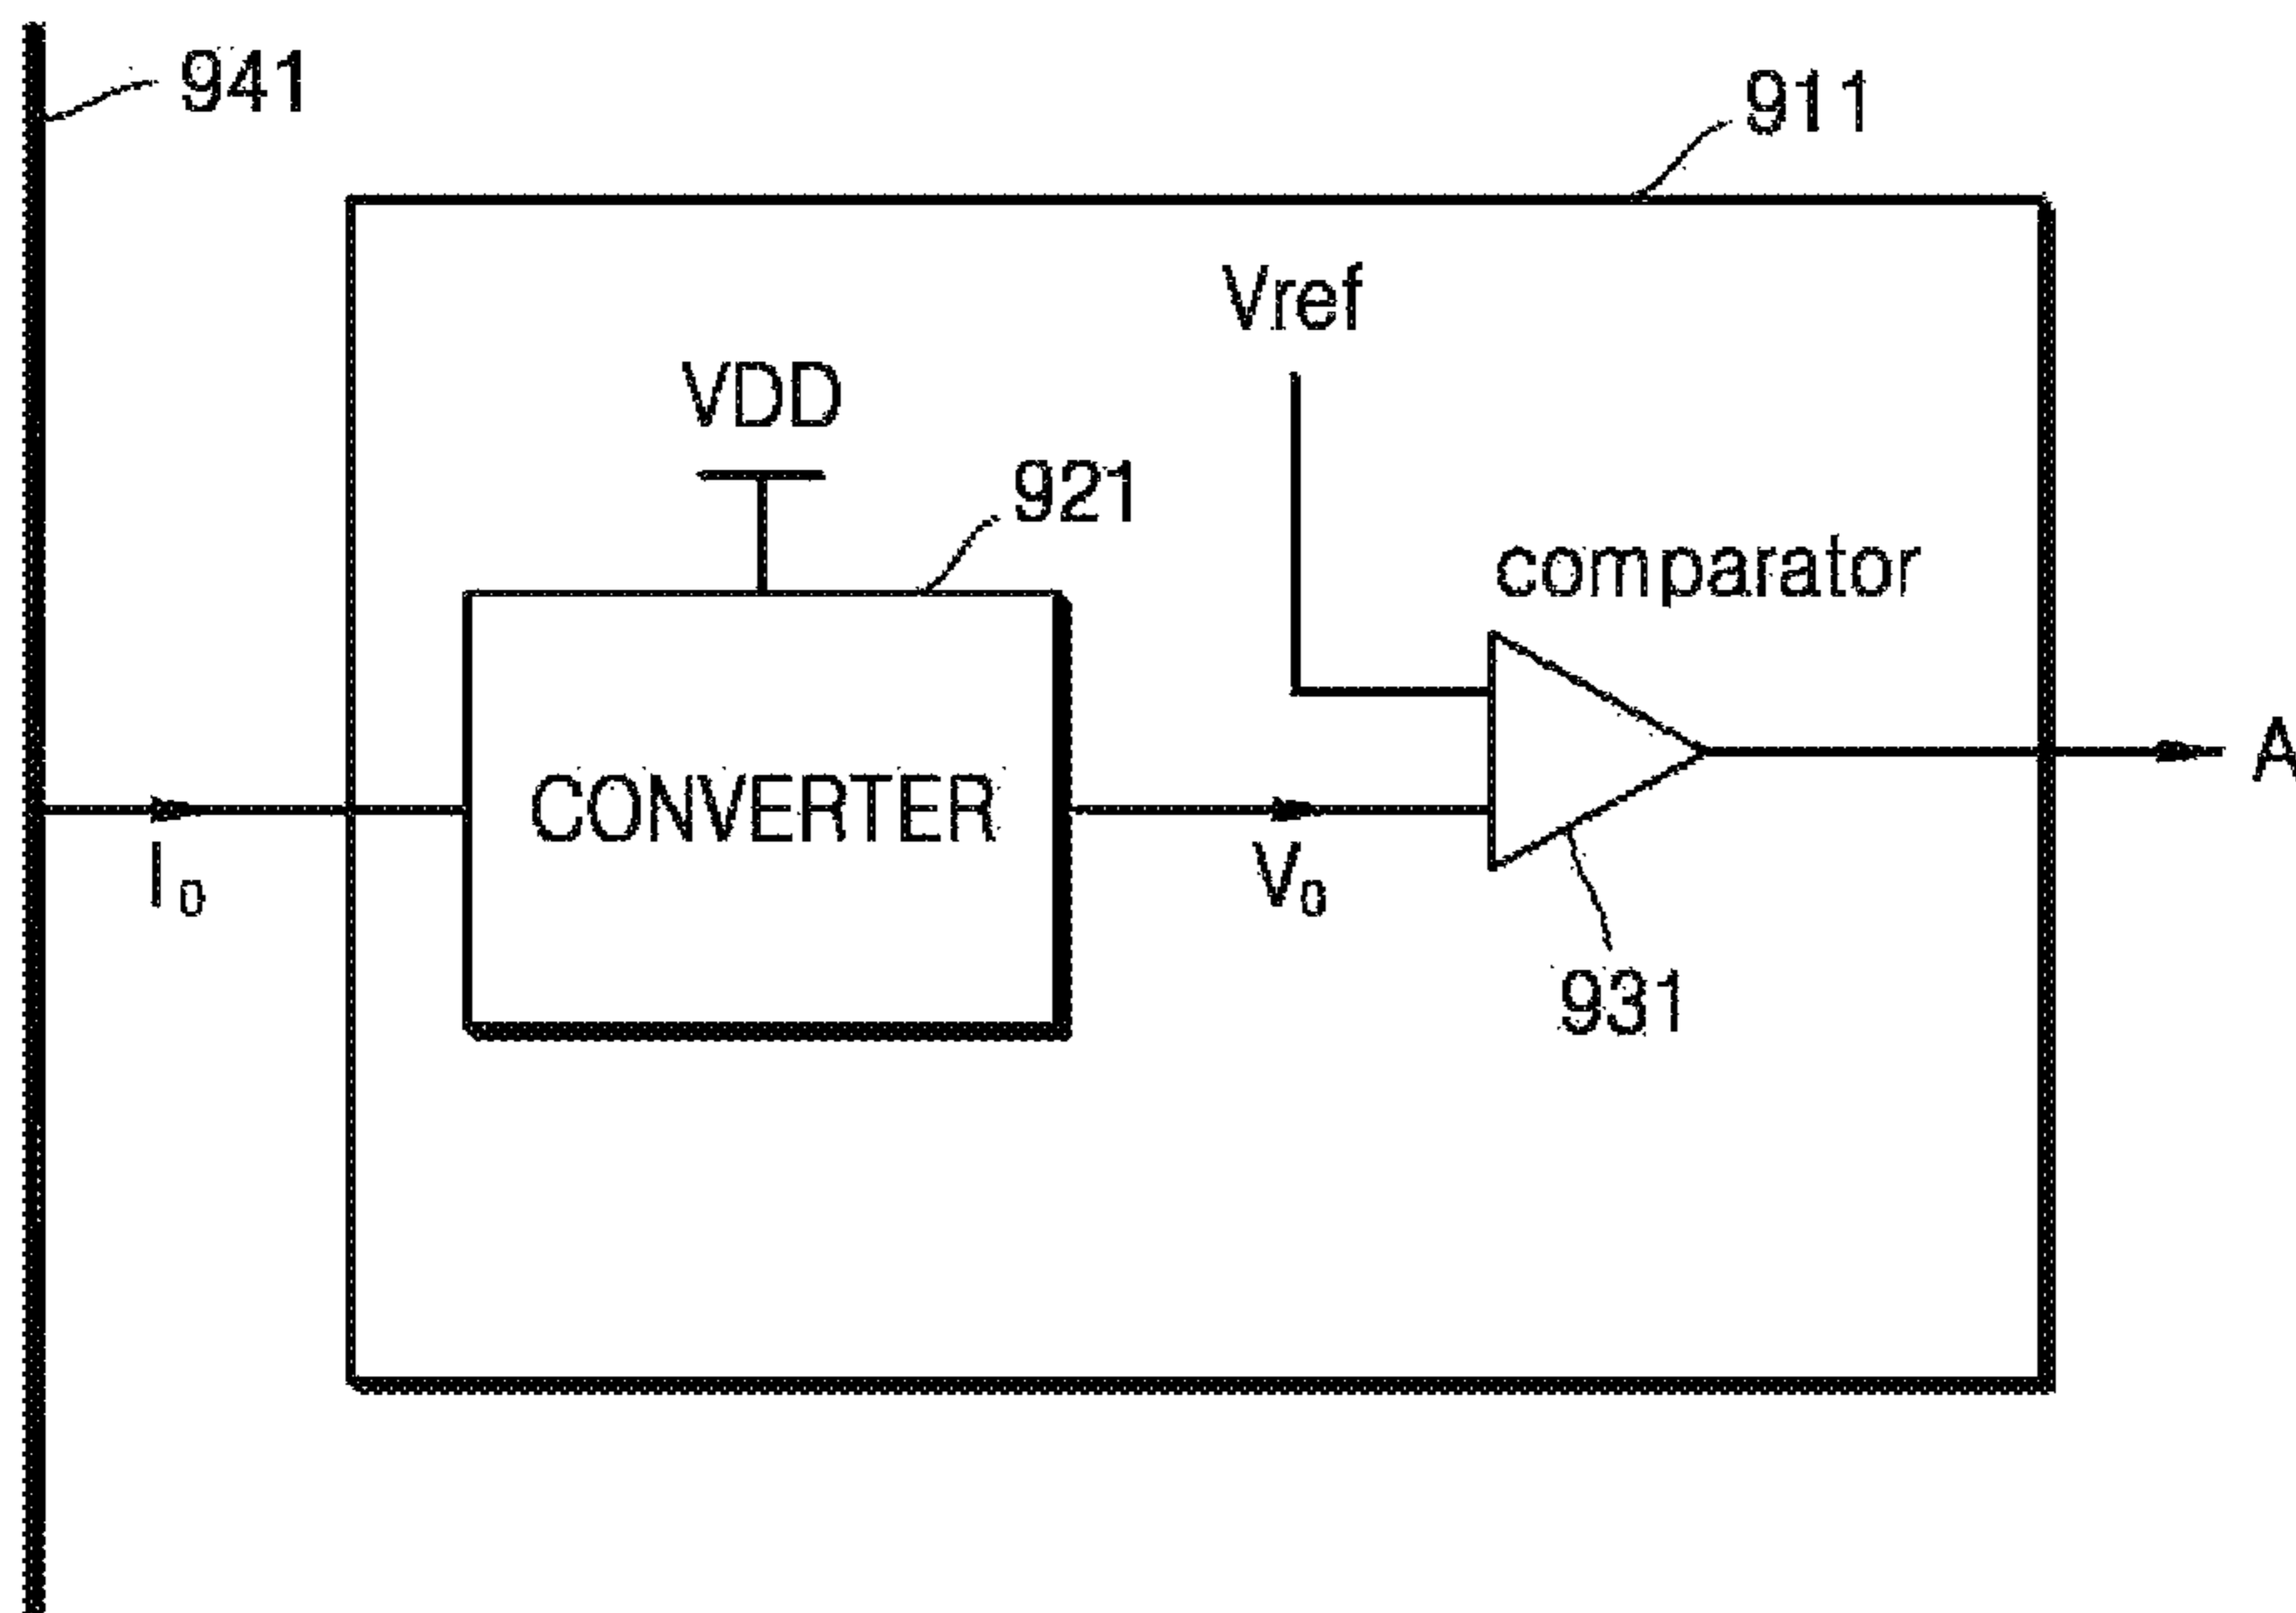 941
911
Vref
VDD
921
comparator
A
CONVERTER
I₀
V₀
931